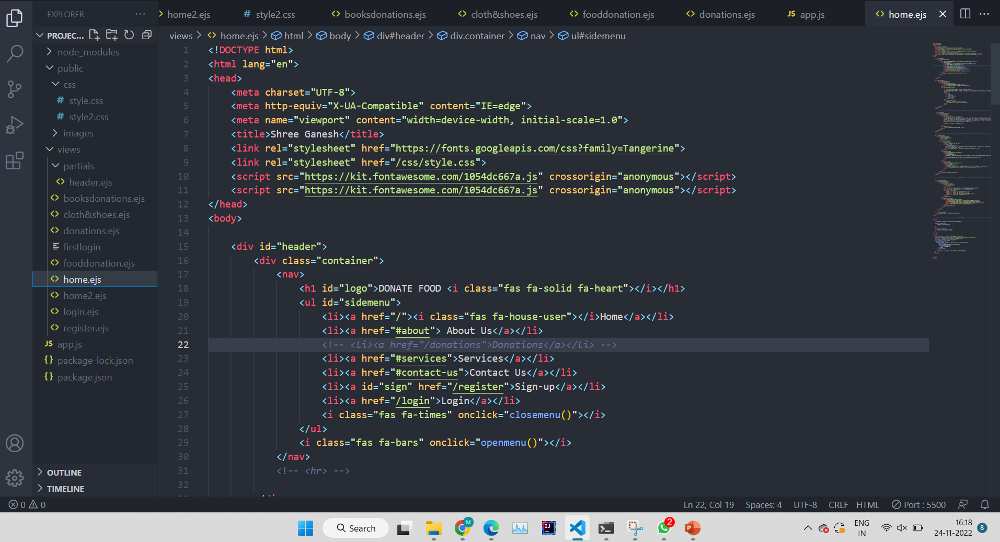 EXPLORER
PROJEC...
node_modules
public
css
# style.css
# style2.css
images
views
partials
<> header.ejs
<> booksdonations.ejs
<> cloth&shoes.ejs
<> donations.ejs
firstlogin
<> fooddonation.ejs
<> home.ejs
<> home2.ejs
<> login.ejs
<> register.ejs
JS app.js
{} package-lock.json
{} package.json
OUTLINE
TIMELINE
home2.ejs # style2.css <> booksdonations.ejs <> cloth&shoes.ejs <> fooddonation.ejs <> donations.ejs JS app.js <> home.ejs
views > <> home.ejs > html > body > div#header > div.container > nav > ul#sidemenu
1 <!DOCTYPE html>
2 <html lang="en">
3 <head>
4 <meta charset="UTF-8">
5 <meta http-equiv="X-UA-Compatible" content="IE=edge">
6 <meta name="viewport" content="width=device-width, initial-scale=1.0">
7 <title>Shree Ganesh</title>
8 <link rel="stylesheet" href="https://fonts.googleapis.com/css?family=Tangerine">
9 <link rel="stylesheet" href="/css/style.css">
10 <script src="https://kit.fontawesome.com/1054dc667a.js" crossorigin="anonymous"></script>
11 <script src="https://kit.fontawesome.com/1054dc667a.js" crossorigin="anonymous"></script>
12 </head>
13 <body>
14
15 <div id="header">
16 <div class="container">
17 <nav>
18 <h1 id="logo">DONATE FOOD <i class="fas fa-solid fa-heart"></i></h1>
19 <ul id="sidemenu">
20 <li><a href="/"><i class="fas fa-house-user"></i>Home</a></li>
21 <li><a href="#about"> About Us</a></li>
22 <!-- <li><a href="/donations">Donations</a></li> -->
23 <li><a href="#services">Services</a></li>
24 <li><a href="#contact-us">Contact Us</a></li>
25 <li><a id="sign" href="/register">Sign-up</a></li>
26 <li><a href="/login">Login</a></li>
27 <i class="fas fa-times" onclick="closemenu()"></i>
28 </ul>
29 <i class="fas fa-bars" onclick="openmenu()"></i>
30 </nav>
31 <!-- <hr> -->
32
0 0 Ln 22, Col 19 Spaces: 4 UTF-8 CRLF HTML Port : 5500
Search M IJ 2 P ENG IN 16:18 24-11-2022 8